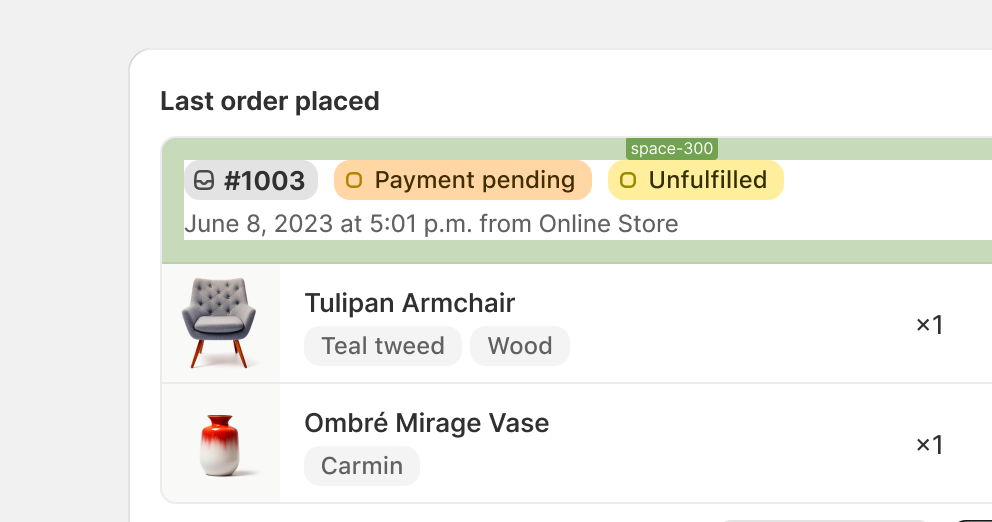 Last order placed
space-300
#1003 Payment pending Unfulfilled
June 8, 2023 at 5:01 p.m. from Online Store
Tulipan Armchair
×1
Teal tweed Wood
Ombré Mirage Vase
×1
Carmin